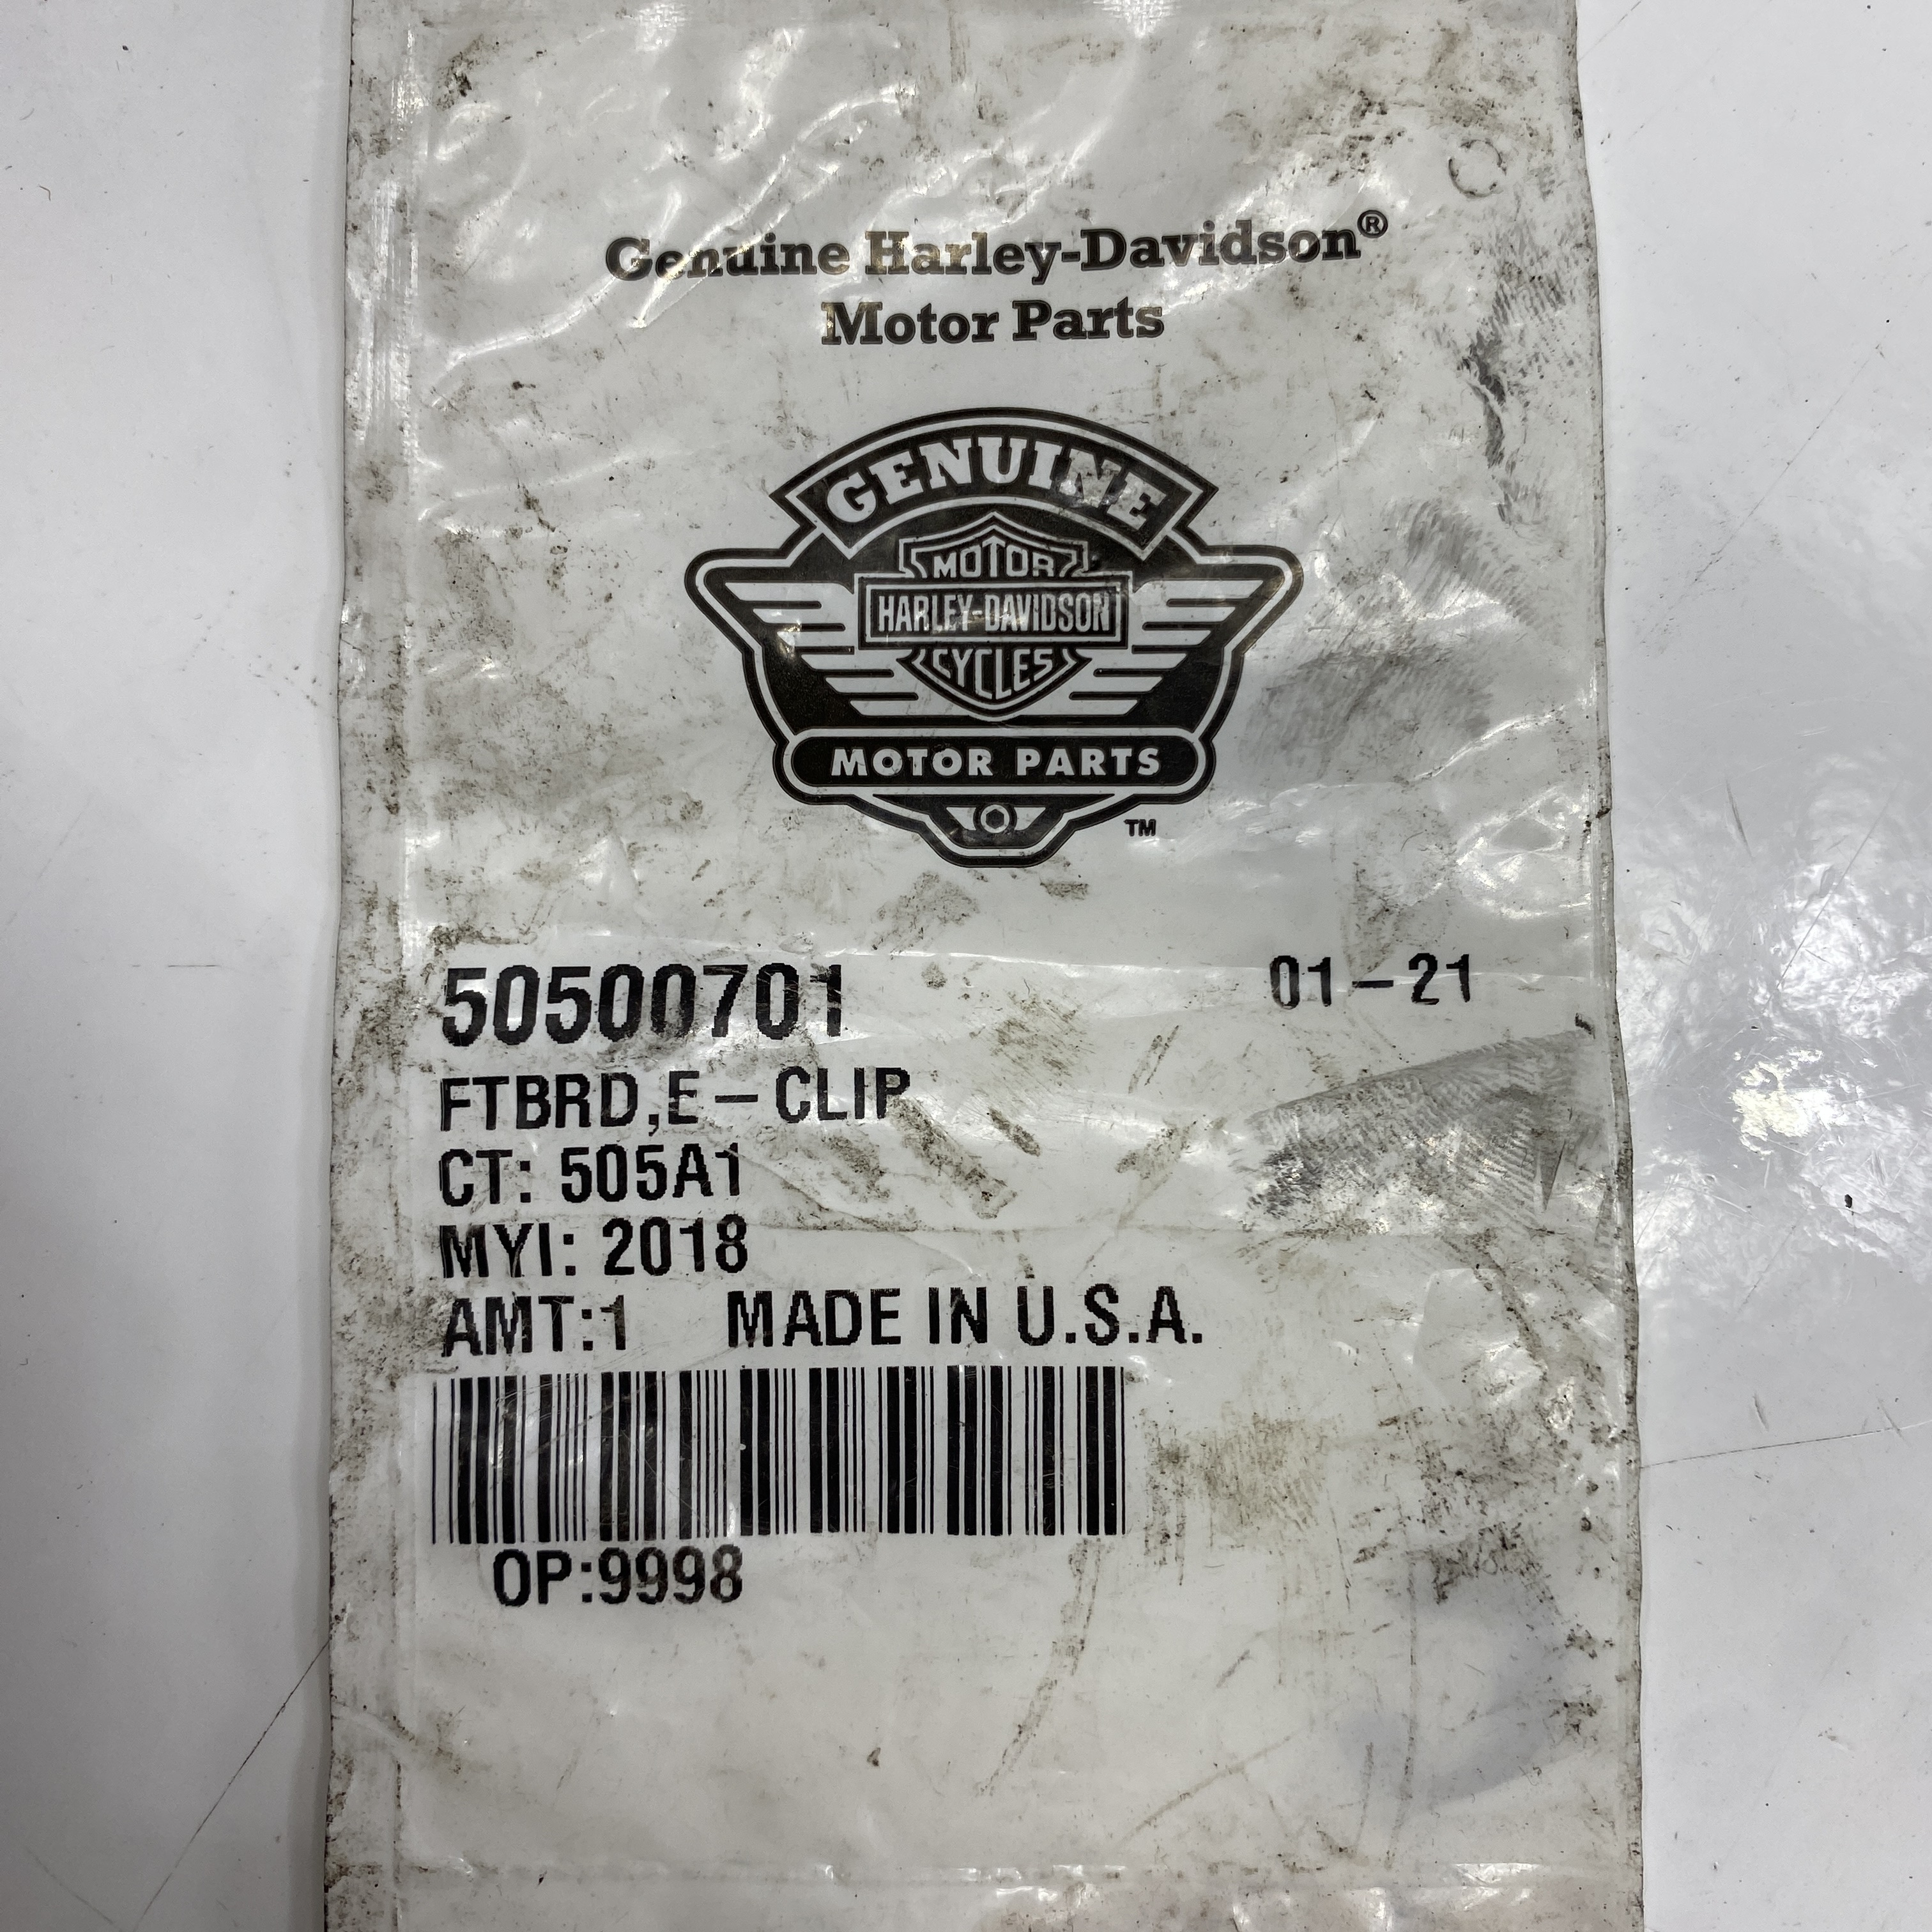 Genuine Harley-Davidson®
Motor Parts
GENUINE
MOTOR
HARLEY-DAVIDSON
CYCLES
MOTOR PARTS
TM
50500701 01-21
FTBRD,E-CLIP
CT: 505A1
MYI: 2018
AMT:1 MADE IN U.S.A.
OP:9998